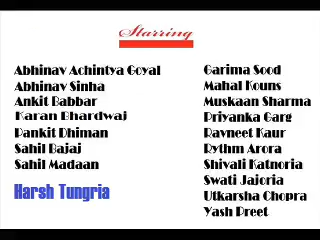 Starring
Abhinav Achintya Goyal
Abhinav Sinha
Ankit Babbar
Karan Bhardwaj
Pankit Dhiman
Sahil Bajaj
Sahil Madaan
Harsh Tungria
Garima Sood
Mahal Kouns
Muskaan Sharma
Priyanka Garg
Ravneet Kaur
Rythm Arora
Shivali Katnoria
Swati Jajoria
Utkarsha Chopra
Yash Preet